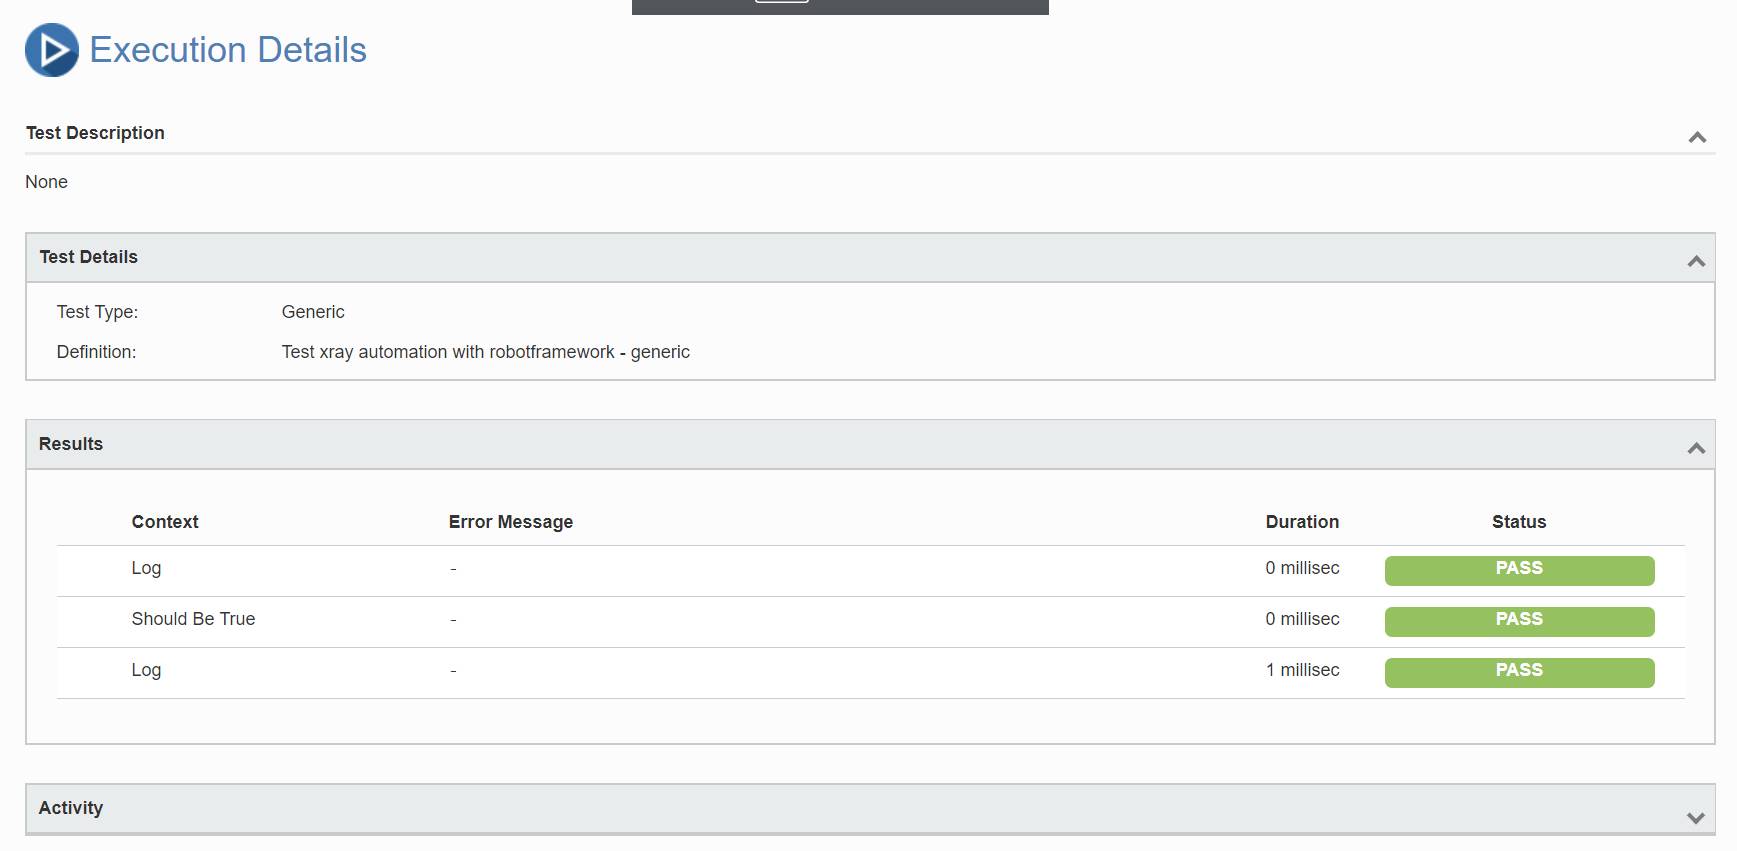 Execution Details
Test Description
None
Test Details
Test Type: Generic
Definition: Test xray automation with robotframework - generic
Results
Context Error Message Duration Status
Log - 0 millisec PASS
Should Be True - 0 millisec PASS
Log - 1 millisec PASS
Activity